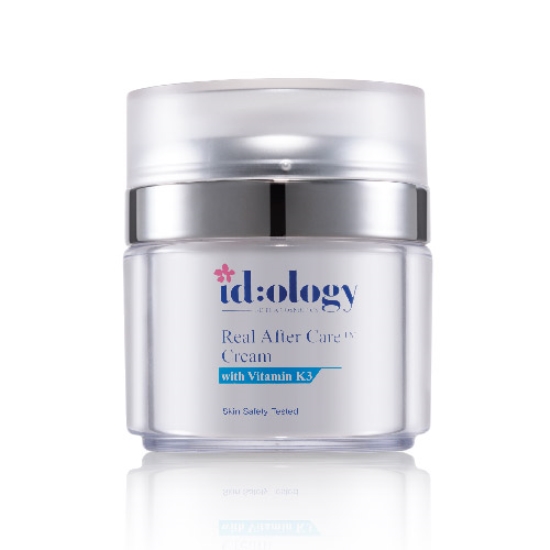 id:ology
Real After Care
Cream
with Vitamin K3
Skin Safety Tested